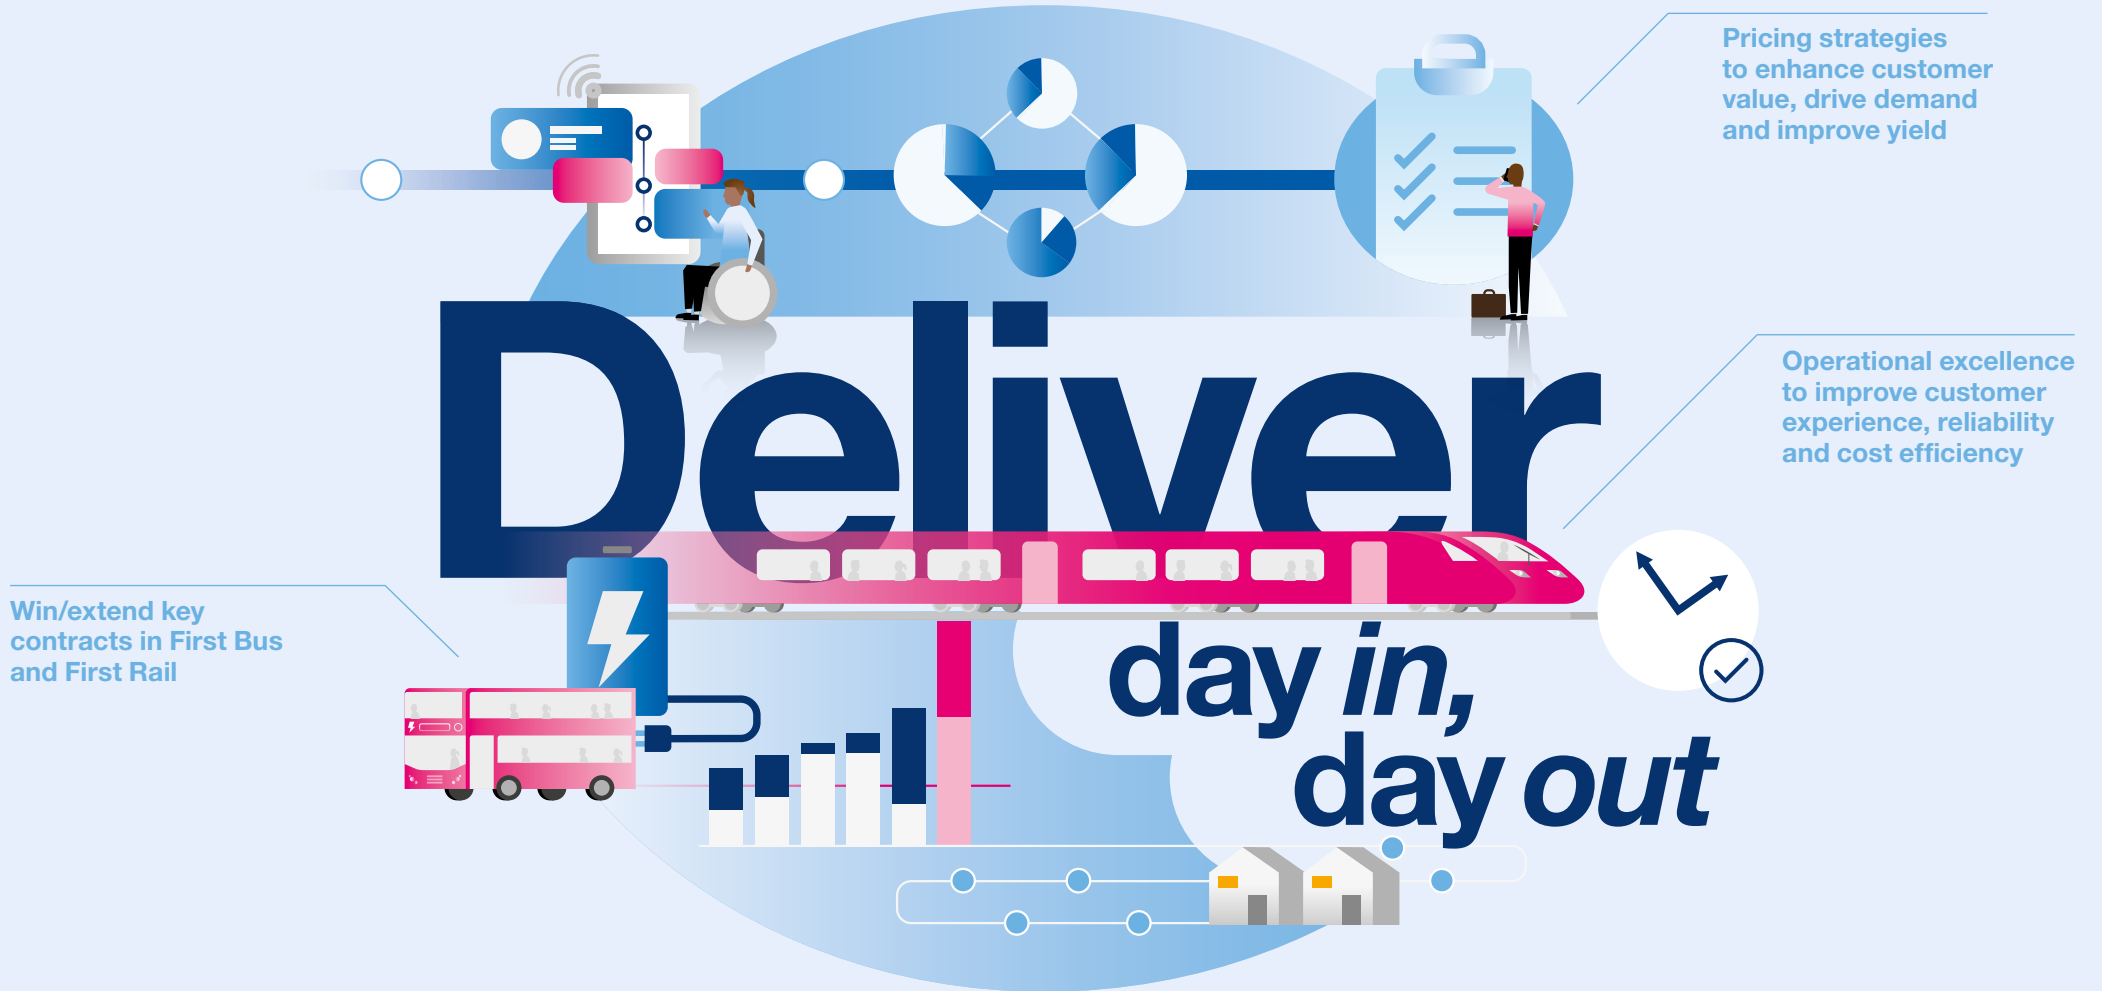 Pricing strategies
to enhance customer
value, drive demand
and improve yield
Deliver
Operational excellence
to improve customer
experience, reliability
and cost efficiency
Win/extend key
contracts in First Bus
and First Rail
day in,
day out